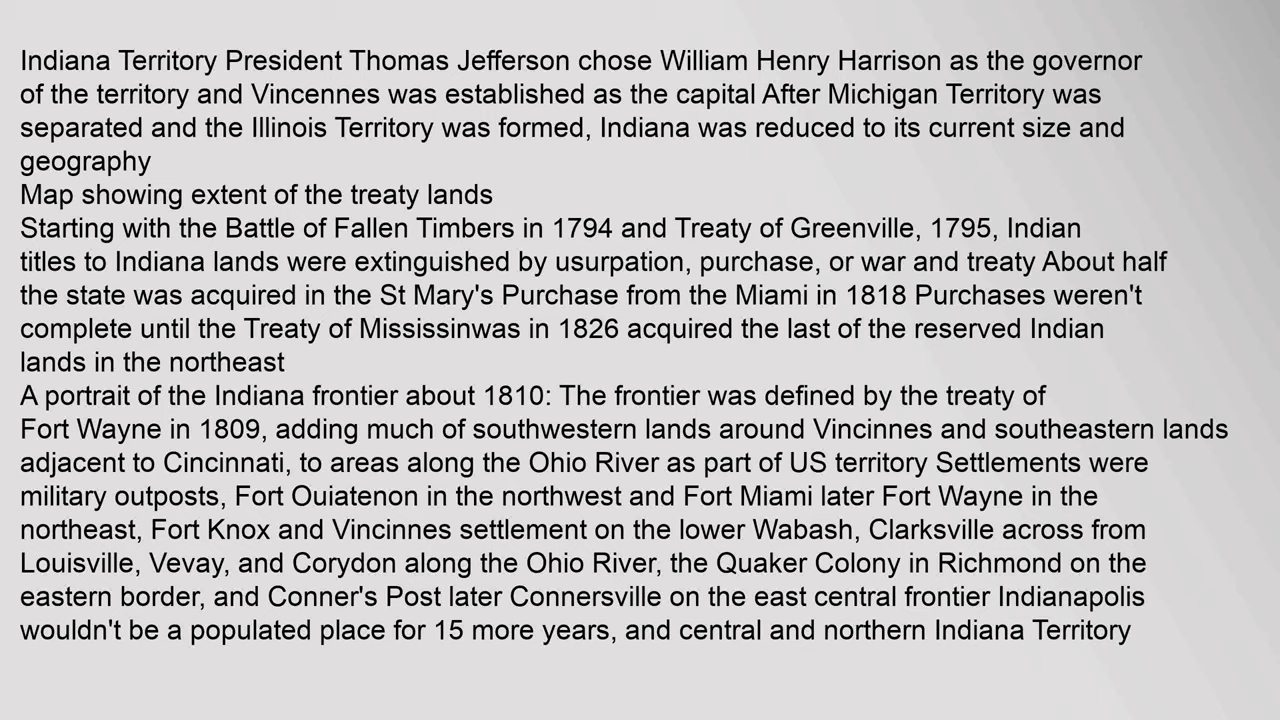 Indiana Territory President Thomas Jefferson chose William Henry Harrison as the governor
of the territory and Vincennes was established as the capital After Michigan Territory was
separated and the Illinois Territory was formed, Indiana was reduced to its current size and
geography
Map showing extent of the treaty lands
Starting with the Battle of Fallen Timbers in 1794 and Treaty of Greenville, 1795, Indian
titles to Indiana lands were extinguished by usurpation, purchase, or war and treaty About half
the state was acquired in the St Mary's Purchase from the Miami in 1818 Purchases weren't
complete until the Treaty of Mississinwas in 1826 acquired the last of the reserved Indian
lands in the northeast
A portrait of the Indiana frontier about 1810: The frontier was defined by the treaty of
Fort Wayne in 1809, adding much of southwestern lands around Vincinnes and southeastern lands
adjacent to Cincinnati, to areas along the Ohio River as part of US territory Settlements were
military outposts, Fort Ouiatenon in the northwest and Fort Miami later Fort Wayne in the
northeast, Fort Knox and Vincinnes settlement on the lower Wabash, Clarksville across from
Louisville, Vevay, and Corydon along the Ohio River, the Quaker Colony in Richmond on the
eastern border, and Conner's Post later Connersville on the east central frontier Indianapolis
wouldn't be a populated place for 15 more years, and central and northern Indiana Territory